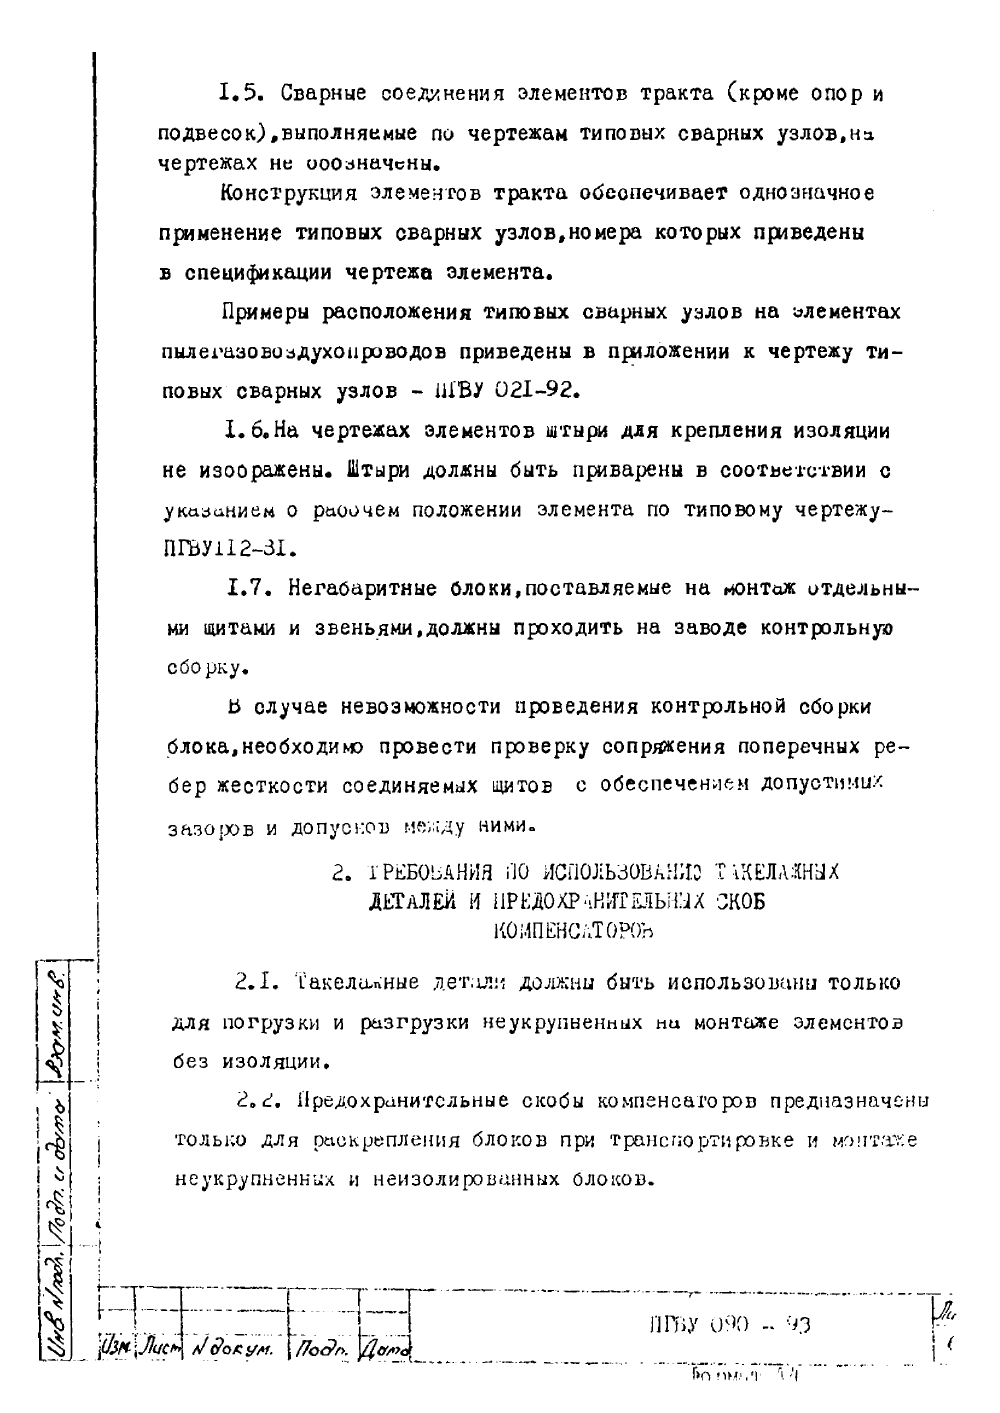 I.5. Сварные соединения элементов тракта (кроме опор и
подвесок),выполняемые по чертежам типовых сварных узлов,на
чертежах не обозначены.
Конструкция элементов тракта обеспечивает однозначное
применение типовых сварных узлов,номера которых приведены
в спецификации чертежа элемента.
Примеры расположения типовых сварных узлов на элементах
пылегазовоздухопроводов приведены в приложении к чертежу ти-
повых сварных узлов - ПГВУ 021-92.
I.6.На чертежах элементов штыри для крепления изоляции
не изображены. Штыри должны быть приварены в соответствии с
указанием о рабочем положении элемента по типовому чертежу-
ПГВУ112-81.
I.7. Негабаритные блоки,поставляемые на монтаж отдельны-
ми щитами и звеньями,должны проходить на заводе контрольную
сборку.
В случае невозможности проведения контрольной сборки
блока,необходимо провести проверку сопряжения поперечных ре-
бер жесткости соединяемых щитов с обеспечением допустимых
зазоров и допусков между ними.
2. ТРЕБОВАНИЯ ПО ИСПОЛЬЗОВАНИЮ ТАКЕЛАЖНЫХ
ДЕТАЛЕЙ И ПРЕДОХРАНИТЕЛЬНЫХ СКОБ
КОМПЕНСАТОРОВ
2.I. Такелажные детали должны быть использованы только
для погрузки и разгрузки неукрупненных на монтаже элементов
без изоляции.
2.2. Предохранительные скобы компенсаторов предназначены
только для раскрепления блоков при транспортировке и монтаже
неукрупненных и неизолированных блоков.
Взам. инв.
Подп. и дата
Инв N подл.
Изм Лист N докум. Подп. Дата
ПГВУ 090 - 93
Формат А4